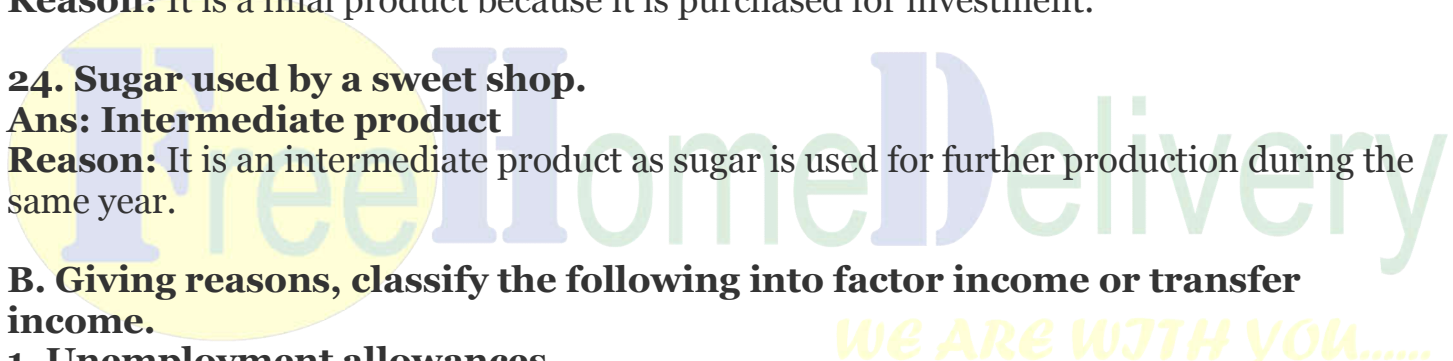 Reason: It is a final product because it is purchased for investment.
24. Sugar used by a sweet shop.
Ans: Intermediate product
Reason: It is an intermediate product as sugar is used for further production during the
same year.
B. Giving reasons, classify the following into factor income or transfer
income.
1. Unemployment allowances
FreeHomeDelivery
WE ARE WITH YOU......